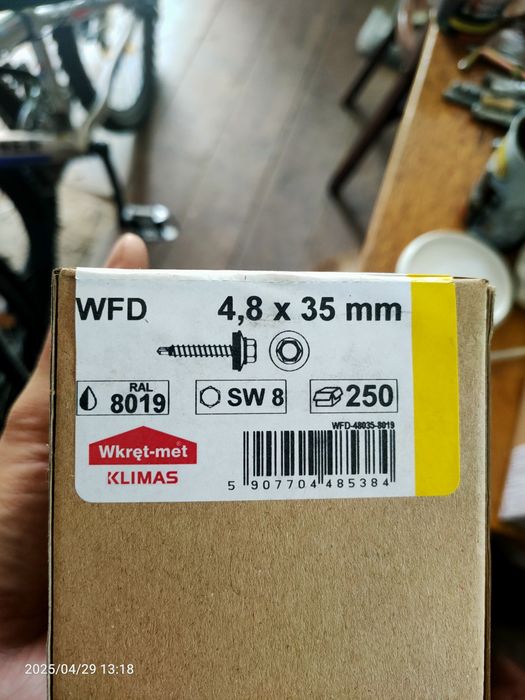 WFD 4,8 x 35 mm
RAL
8019 SW 8 250
WFD-48035-8019
Wkręt-met
KLIMAS
5 907704 485384
2025/04/29 13:18